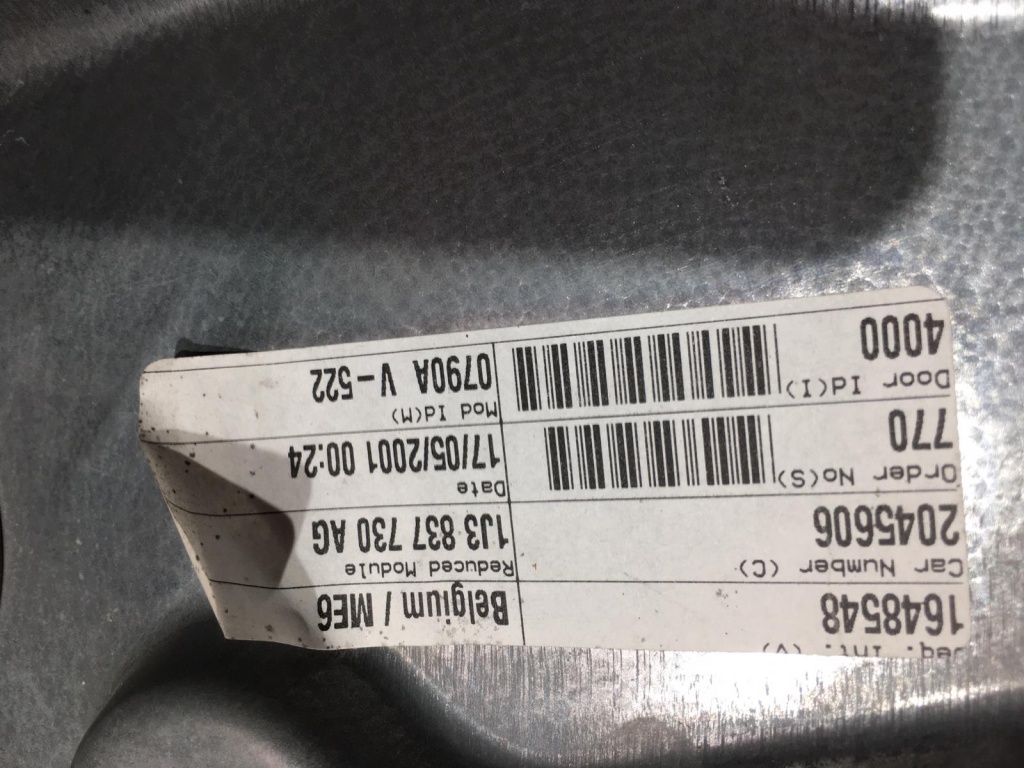 Int. (V)
1648548
Belgium / ME6
Car Number (C)
2045606
Reduced Module
1J3 837 730 AG
Order No(S)
770
Date
17/05/2001 00:24
Door Id(I)
4000
Mod Id(M)
0790A V-522